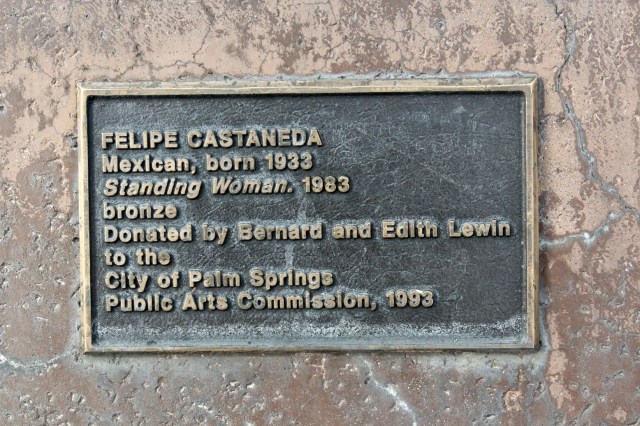 FELIPE CASTANEDA
Mexican, born 1933
Standing Woman. 1983
bronze
Donated by Bernard and Edith Lewin
to the
City of Palm Springs
Public Arts Commission, 1993